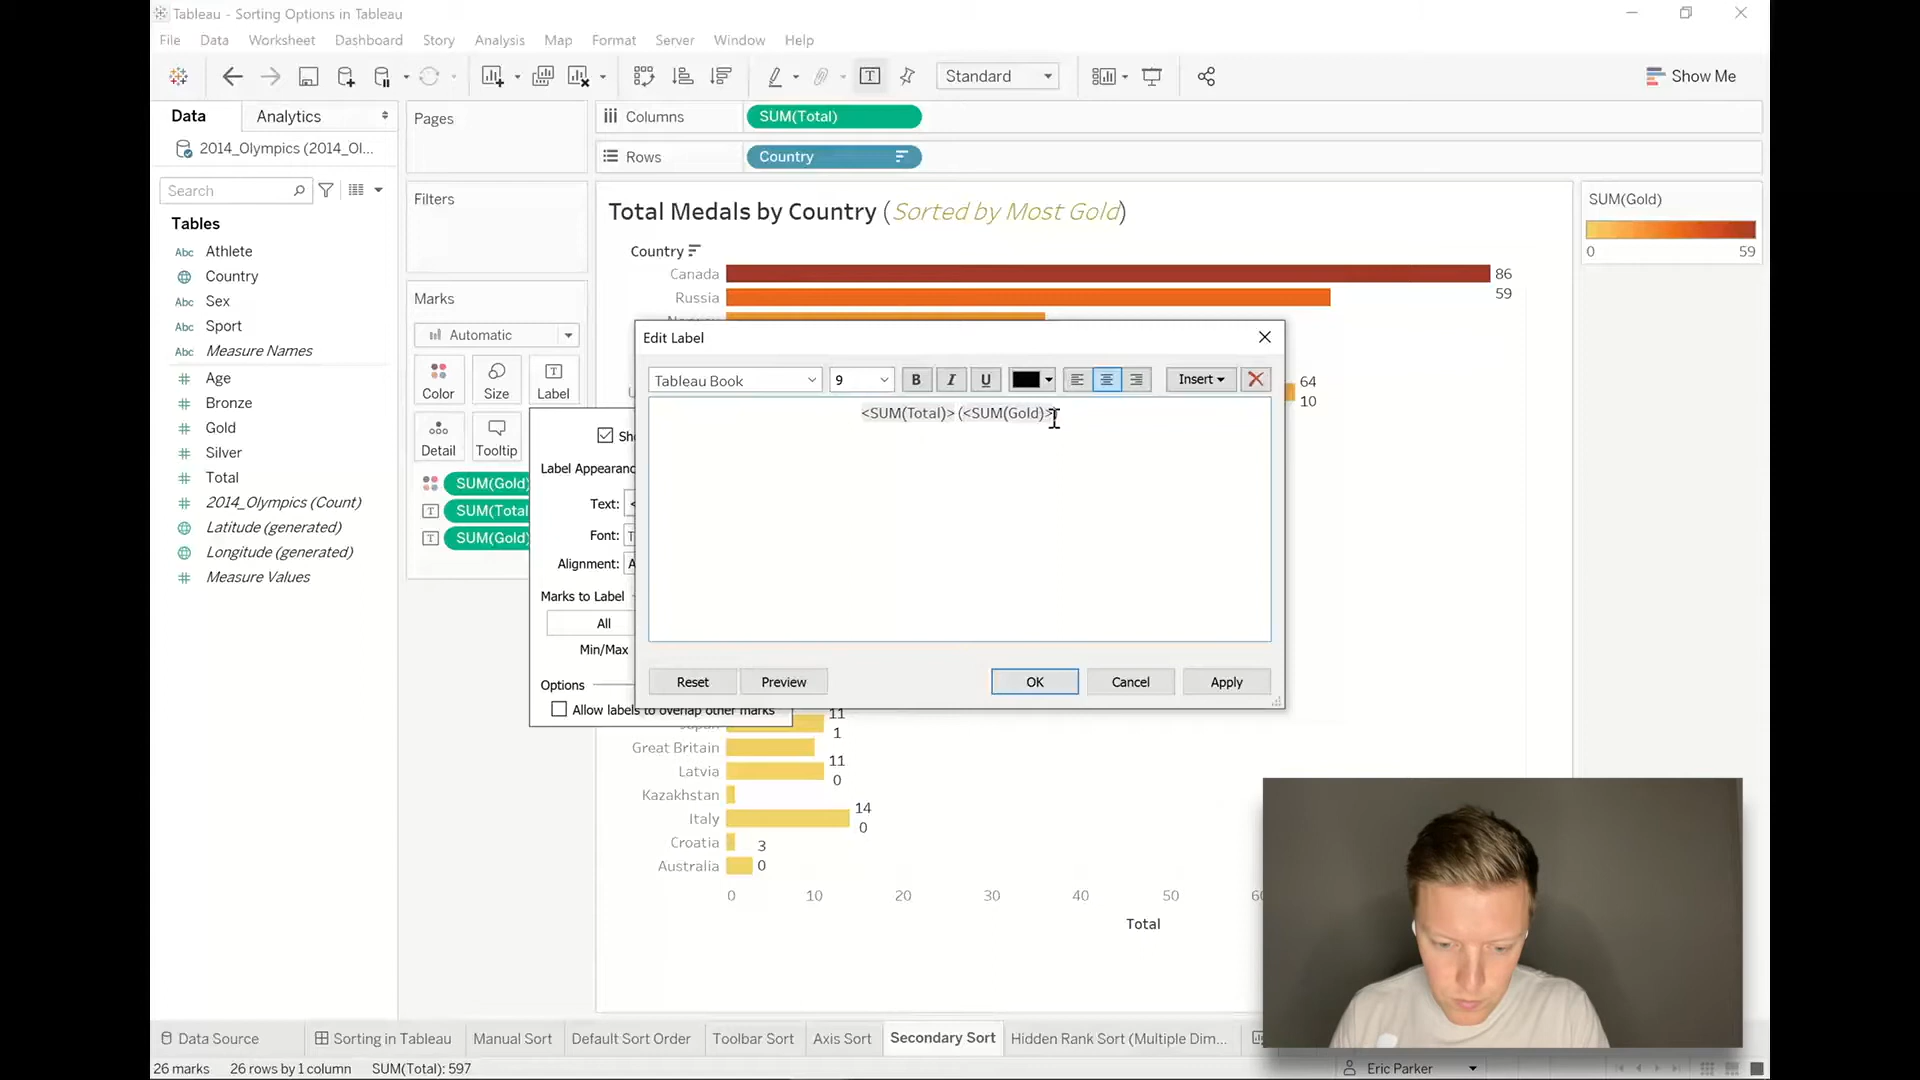 Tableau - Sorting Options in Tableau
File Data Worksheet Dashboard Story Analysis Map Format Server Window Help
Standard
Show Me
Data Analytics
2014_Olympics (2014_Ol...
Search
Tables
Abc Athlete
Country
Abc Sex
Abc Sport
Abc Measure Names
# Age
# Bronze
# Gold
# Silver
# Total
# 2014_Olympics (Count)
Latitude (generated)
Longitude (generated)
# Measure Values
Pages
Filters
Marks
Automatic
Color Size Label
Detail Tooltip
SUM(Gold)
SUM(Total
SUM(Gold)
Columns SUM(Total)
Rows Country
Total Medals by Country (Sorted by Most Gold)
Country
Canada 86
59
Russia
64
10
Edit Label
Tableau Book 9 B I U Insert
<SUM(Total)> (<SUM(Gold)>)
Reset Preview OK Cancel Apply
Label Appearanc
Text: <
Font: T
Alignment: A
Marks to Label
All
Min/Max
Options
Allow labels to overlap other marks
Japan 11
1
Great Britain
Latvia 11
0
Kazakhstan
Italy 14
0
Croatia
Australia 3
0
0 10 20 30 40 50
Total
SUM(Gold)
0 59
Data Source Sorting in Tableau Manual Sort Default Sort Order Toolbar Sort Axis Sort Secondary Sort Hidden Rank Sort (Multiple Dim...
26 marks 26 rows by 1 column SUM(Total): 597 Eric Parker